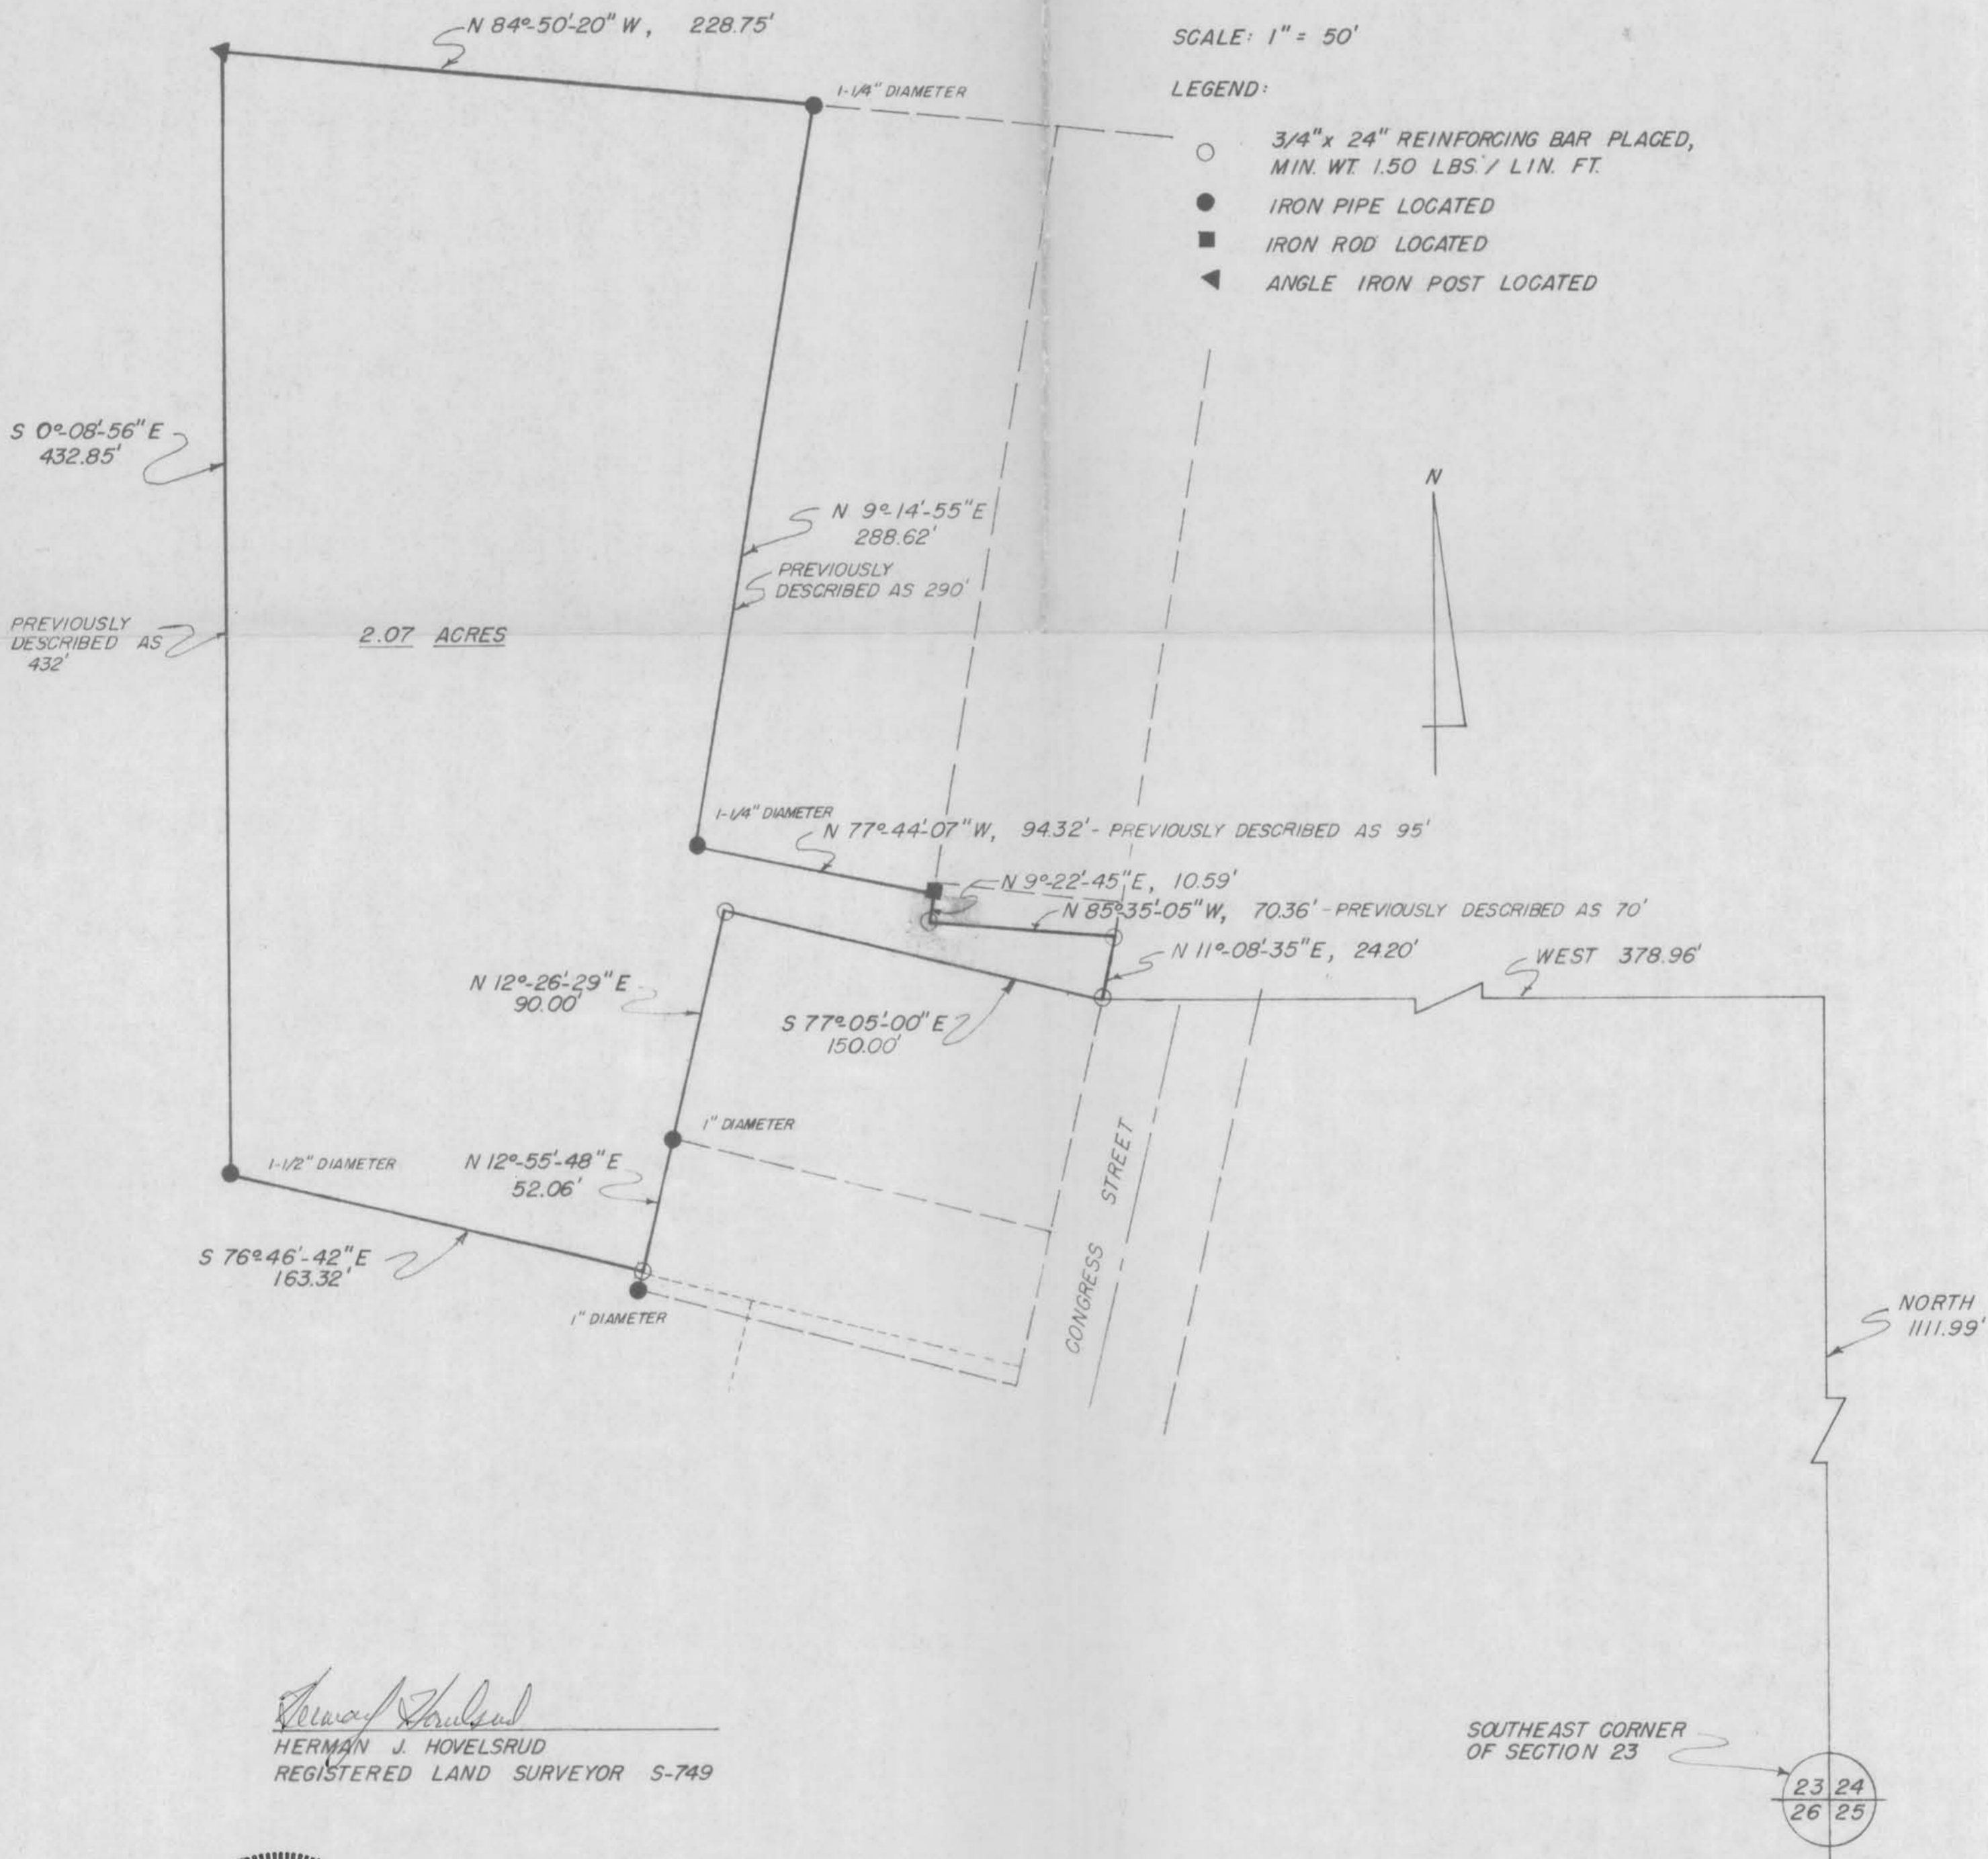 N 84°-50'-20" W, 228.75'
SCALE: 1" = 50'
LEGEND:
1-1/4" DIAMETER
3/4" x 24" REINFORCING BAR PLACED,
MIN. WT. 1.50 LBS. / LIN. FT.
IRON PIPE LOCATED
IRON ROD LOCATED
ANGLE IRON POST LOCATED
S 0°-08'-56" E
432.85'
N
N 9°-14'-55" E
288.62'
PREVIOUSLY
DESCRIBED AS 290'
PREVIOUSLY
DESCRIBED AS
432'
2.07 ACRES
1-1/4" DIAMETER
N 77°-44'-07" W, 94.32' - PREVIOUSLY DESCRIBED AS 95'
N 9°-22'-45" E, 10.59'
N 85°-35'-05" W, 70.36' - PREVIOUSLY DESCRIBED AS 70'
N 11°-08'-35" E, 24.20'
WEST 378.96'
N 12°-26'-29" E
90.00'
S 77°-05'-00" E
150.00'
1" DIAMETER
N 12°-55'-48" E
52.06'
1-1/2" DIAMETER
CONGRESS STREET
S 76°-46'-42" E
163.32'
1" DIAMETER
NORTH
1111.99'
HERMAN J. HOVELSRUD
REGISTERED LAND SURVEYOR S-749
SOUTHEAST CORNER
OF SECTION 23
23 24
26 25